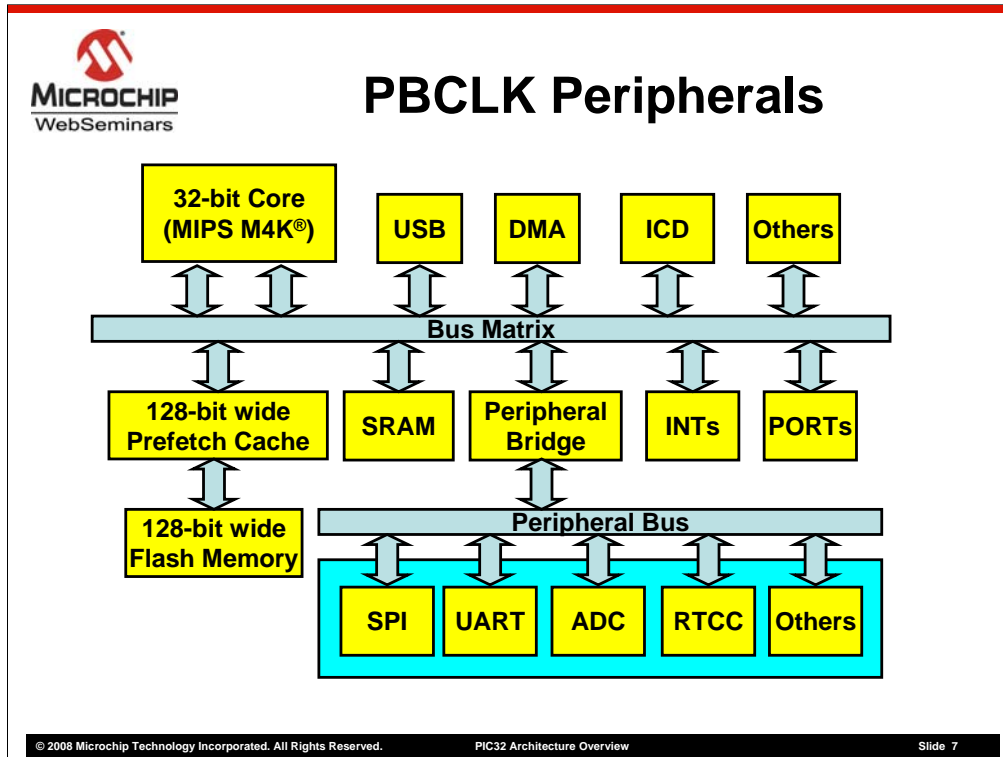 MICROCHIP
WebSeminars
PBCLK Peripherals
32-bit Core
(MIPS M4K®)
USB
DMA
ICD
Others
Bus Matrix
128-bit wide
Prefetch Cache
SRAM
Peripheral
Bridge
INTs
PORTs
128-bit wide
Flash Memory
Peripheral Bus
SPI
UART
ADC
RTCC
Others
© 2008 Microchip Technology Incorporated. All Rights Reserved.
PIC32 Architecture Overview
Slide 7